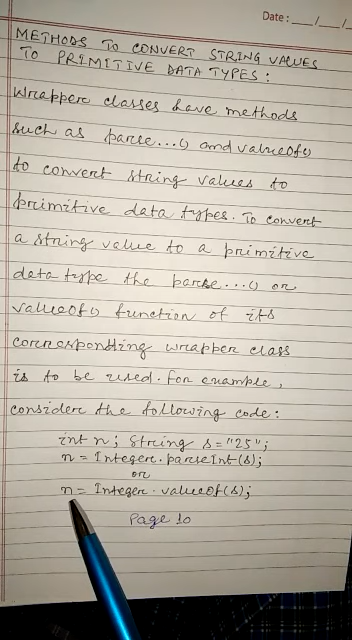 Date: __/__/__
METHODS TO CONVERT STRING VALUES
TO PRIMITIVE DATA TYPES:
Wrapper classes have methods
such as parse...() and valueOf()
to convert string values to
primitive data types. To convert
a string value to a primitive
data type the parse...() or
valueOf() function of its
corresponding wrapper class
is to be used. For example,
consider the following code:
int n; String s="25";
n = Integer.parseInt(s);
or
n = Integer.valueOf(s);
Page 10